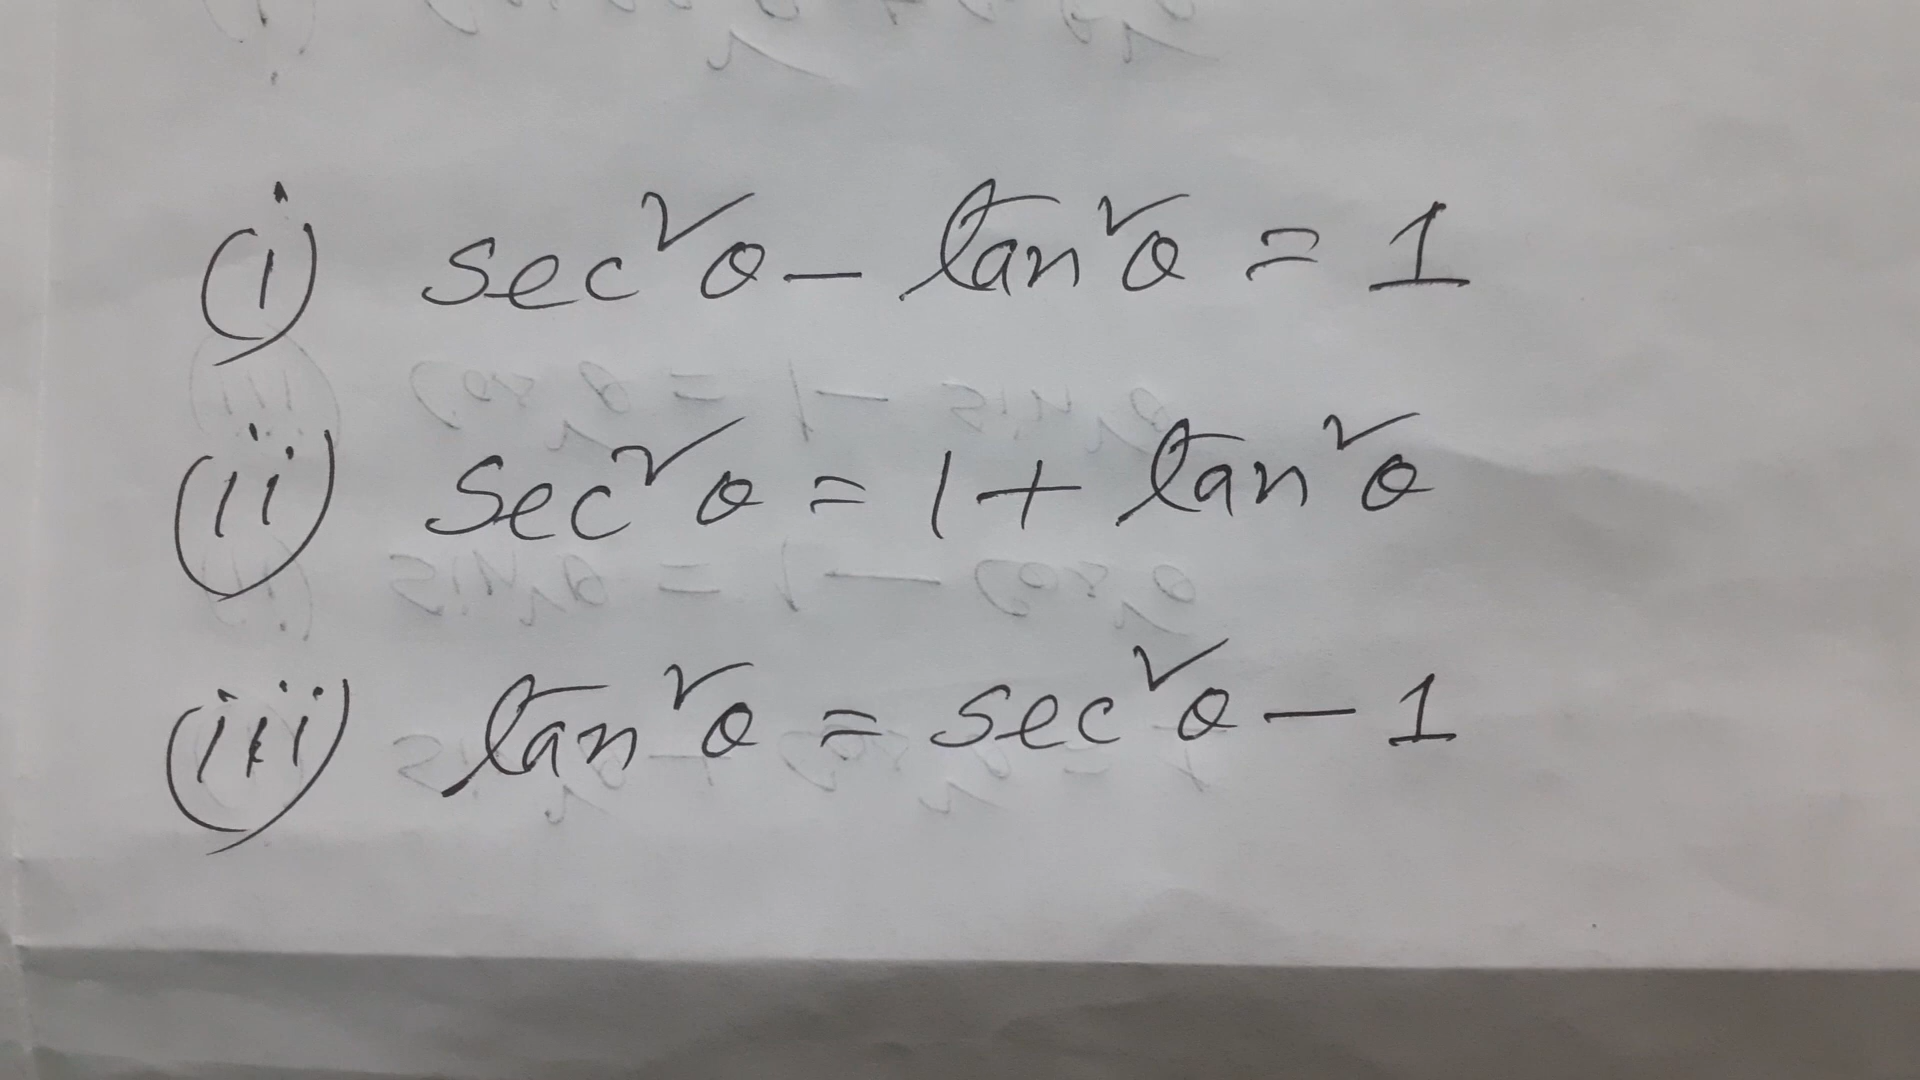 (i) sec²θ - tan²θ = 1
(ii) sec²θ = 1 + tan²θ
(iii) tan²θ = sec²θ - 1